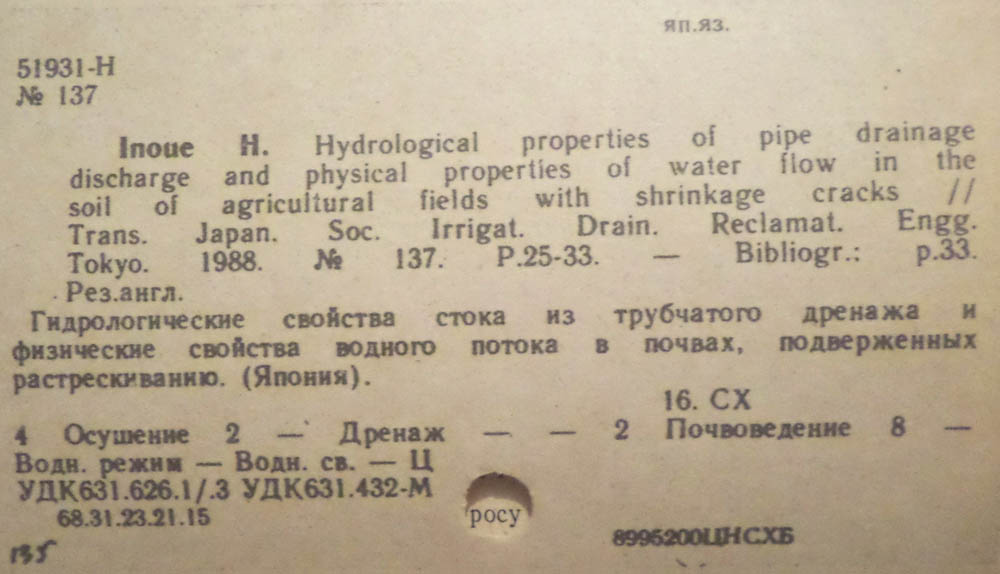 яп.яз.
51931-Н
№ 137
Inoue H. Hydrological properties of pipe drainage
discharge and physical properties of water flow in the
soil of agricultural fields with shrinkage cracks //
Trans. Japan. Soc. Irrigat. Drain. Reclamat. Engg.
Tokyo. 1988. № 137. P.25-33. — Bibliogr.: p.33.
Рез.англ.
Гидрологические свойства стока из трубчатого дренажа и
физические свойства водного потока в почвах, подверженных
растрескиванию. (Япония).
16. СХ
4 Осушение 2 — Дренаж — — 2 Почвоведение 8 —
Водн. режим — Водн. св. — Ц
УДК631.626.1/.3 УДК631.432-М
68.31.23.21.15
росу
8995200ЦНСХБ
135